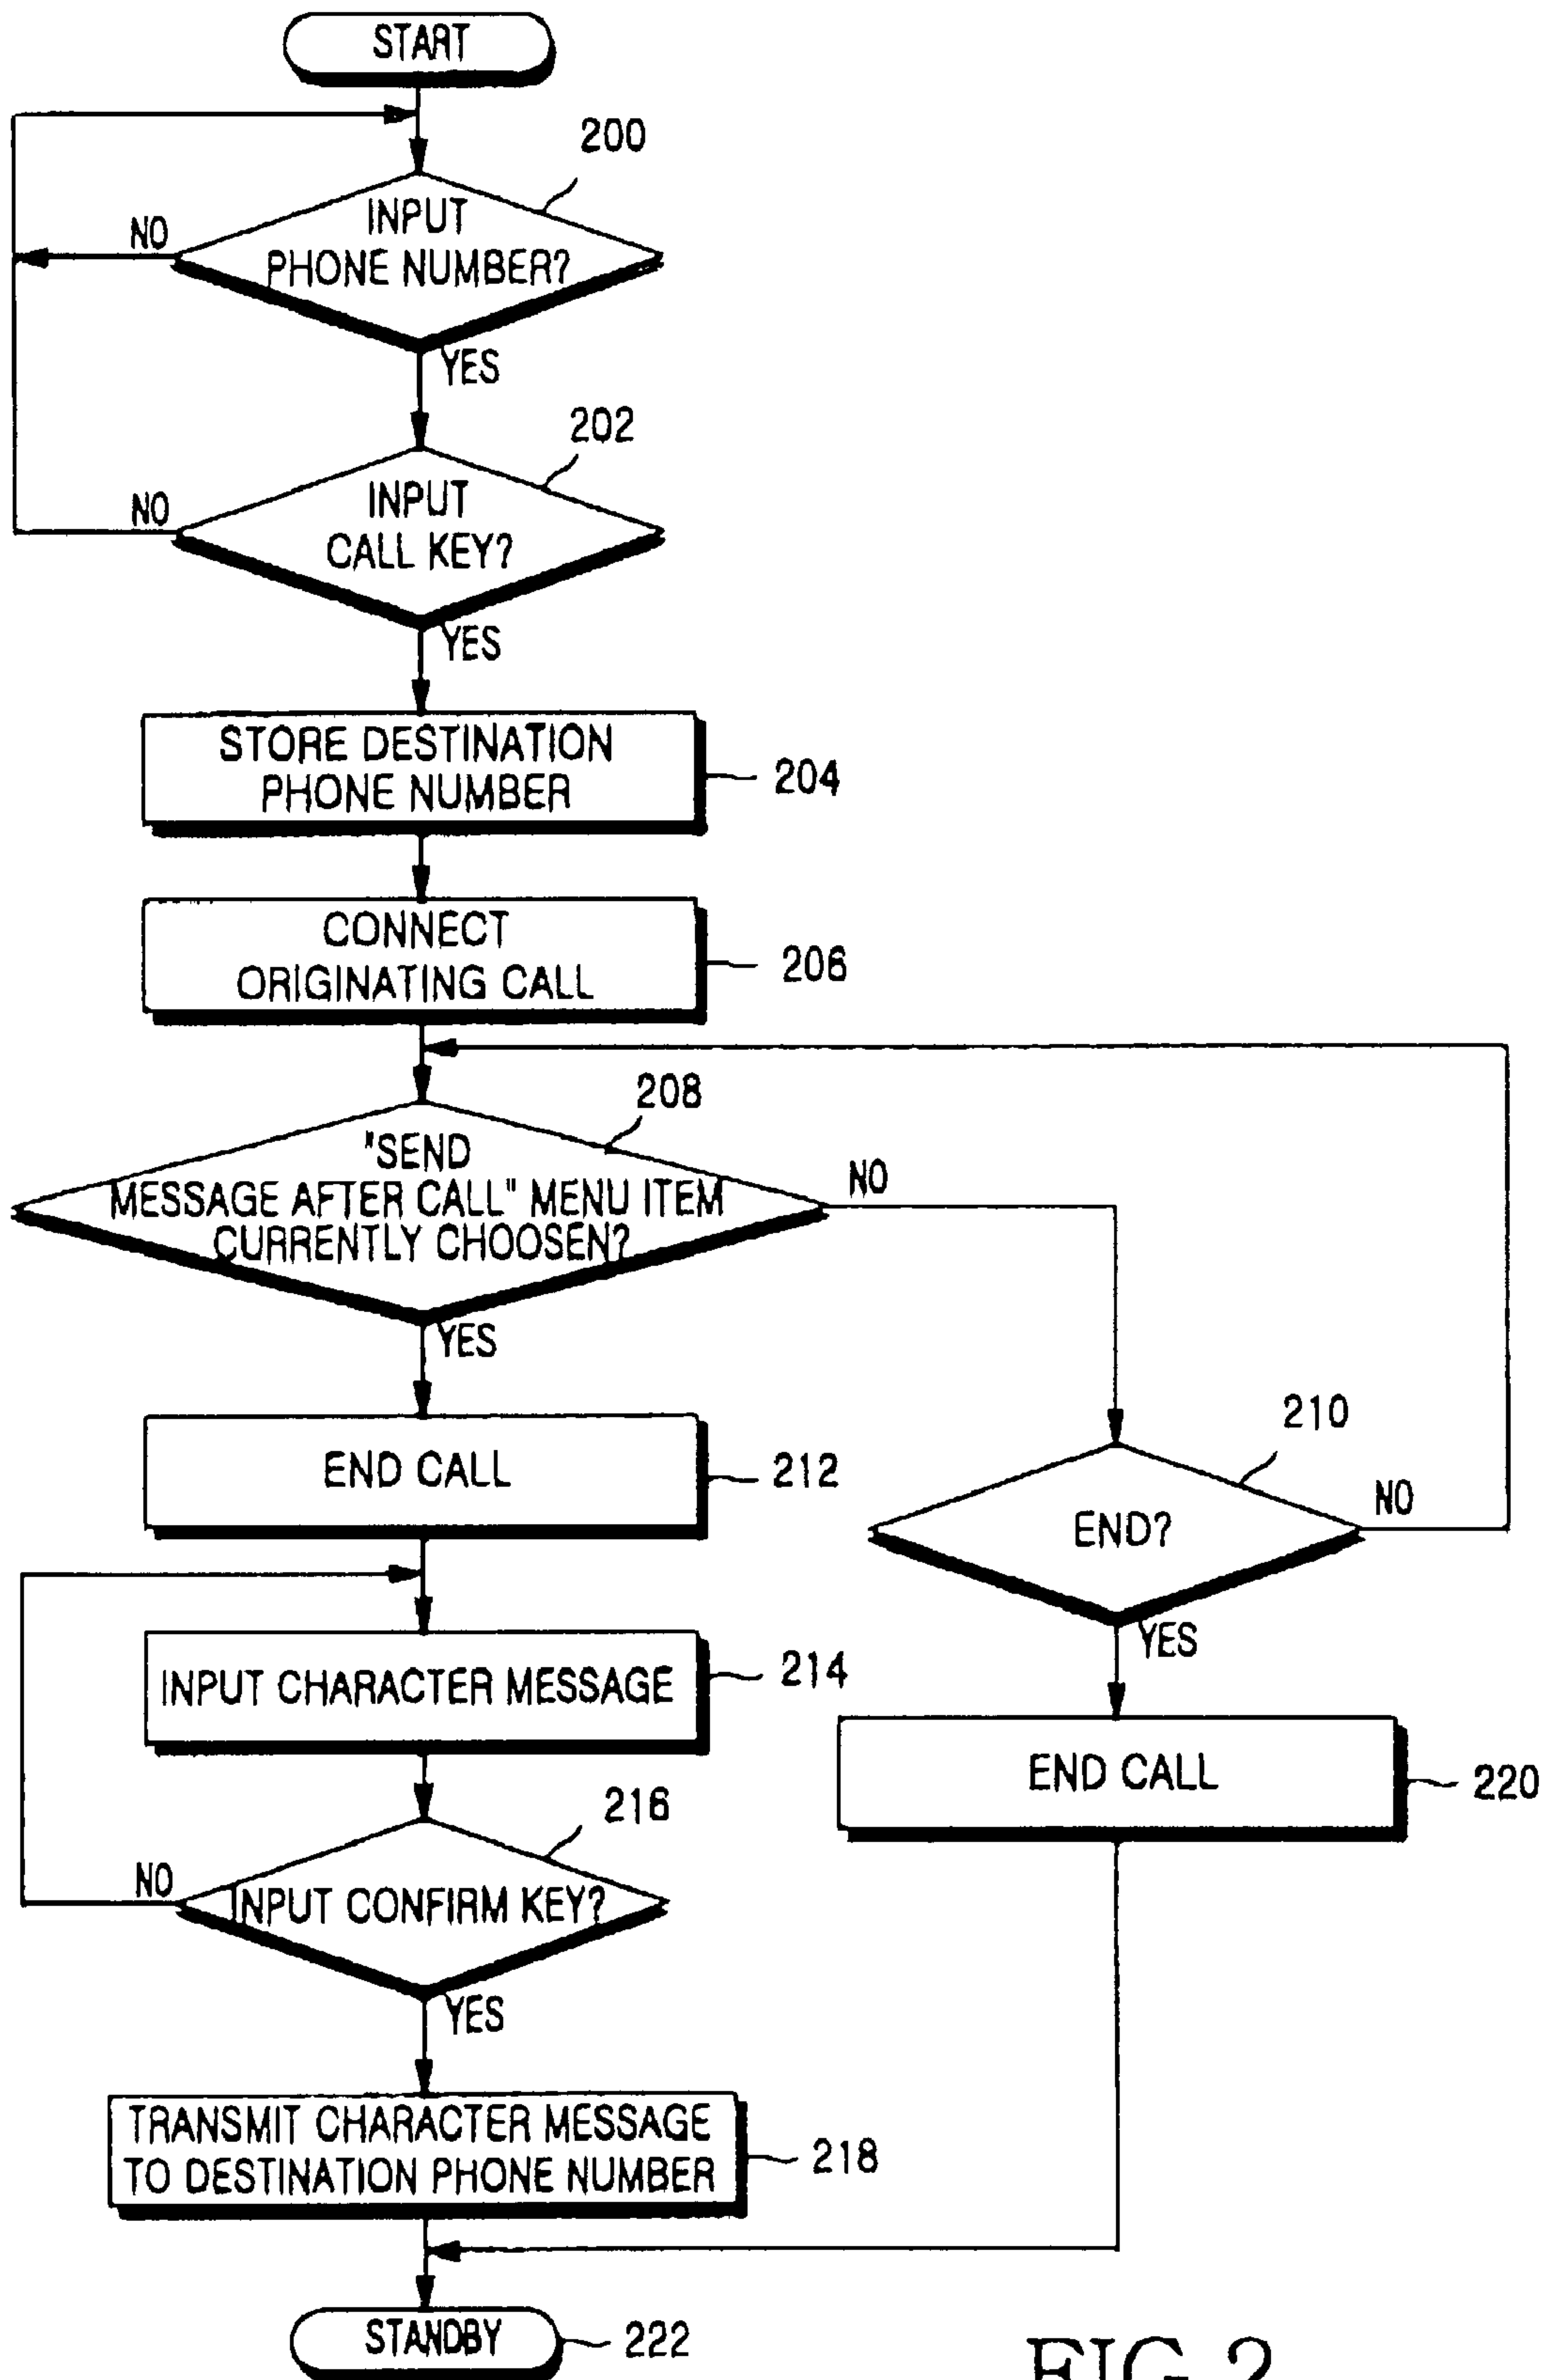 START
200
INPUT
PHONE NUMBER?
NO
YES
202
INPUT
CALL KEY?
NO
YES
STORE DESTINATION
PHONE NUMBER
204
CONNECT
ORIGINATING CALL
206
208
"SEND
MESSAGE AFTER CALL" MENU ITEM
CURRENTLY CHOOSEN?
NO
YES
END CALL
212
210
END?
NO
YES
INPUT CHARACTER MESSAGE
214
END CALL
220
216
INPUT CONFIRM KEY?
NO
YES
TRANSMIT CHARACTER MESSAGE
TO DESTINATION PHONE NUMBER
218
STANDBY
222
FIG.2